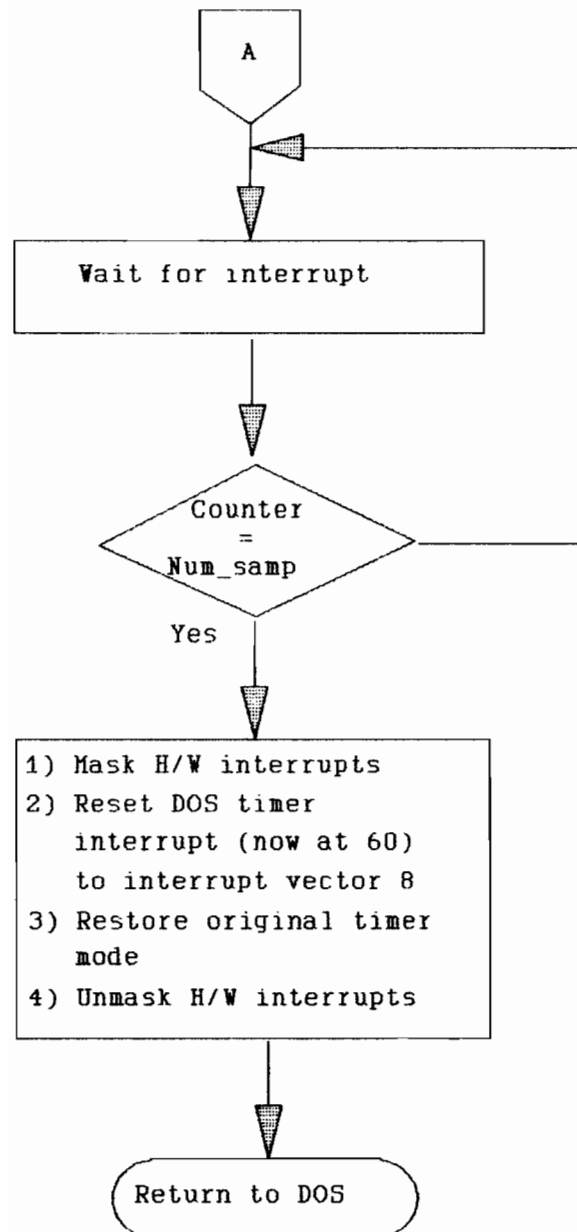 A
Wait for interrupt
Counter
=
Num_samp
Yes
1) Mask H/W interrupts
2) Reset DOS timer
interrupt (now at 60)
to interrupt vector 8
3) Restore original timer
mode
4) Unmask H/W interrupts
Return to DOS